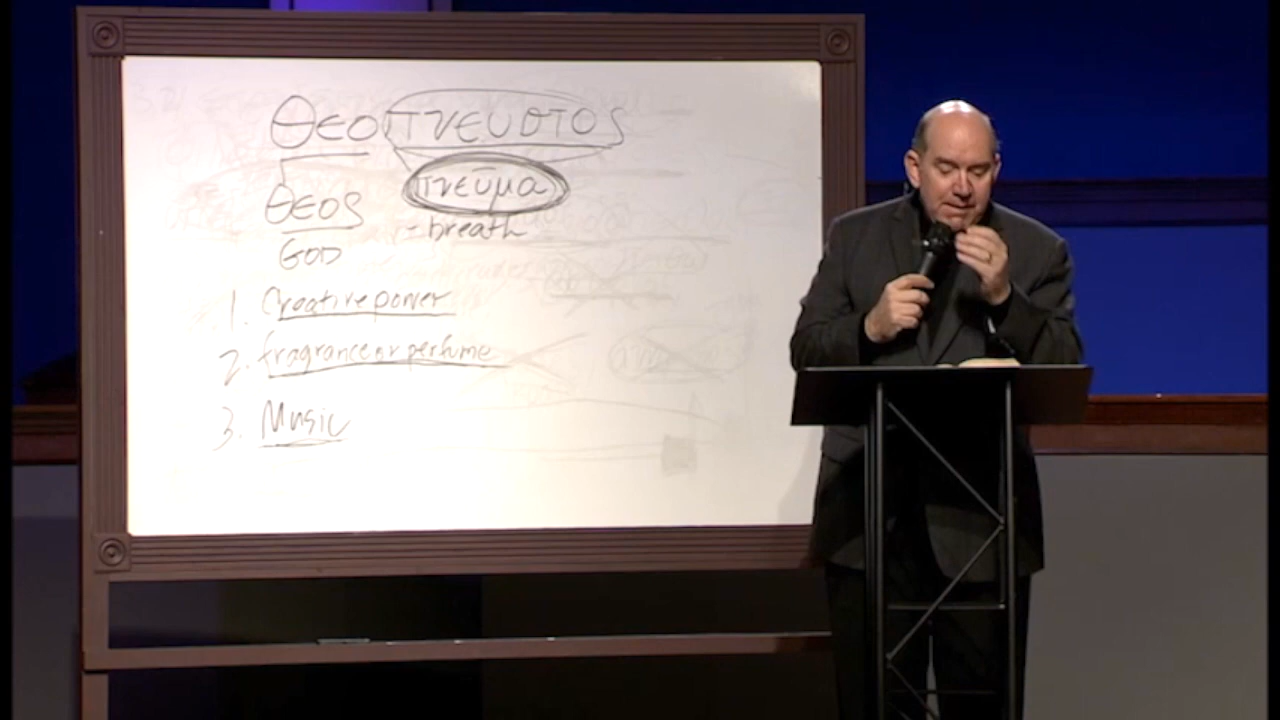 θεοπνευστος
πνευμα
θεος
- breath
GOD
1. Creative power
2. fragrance or perfume
3. Music